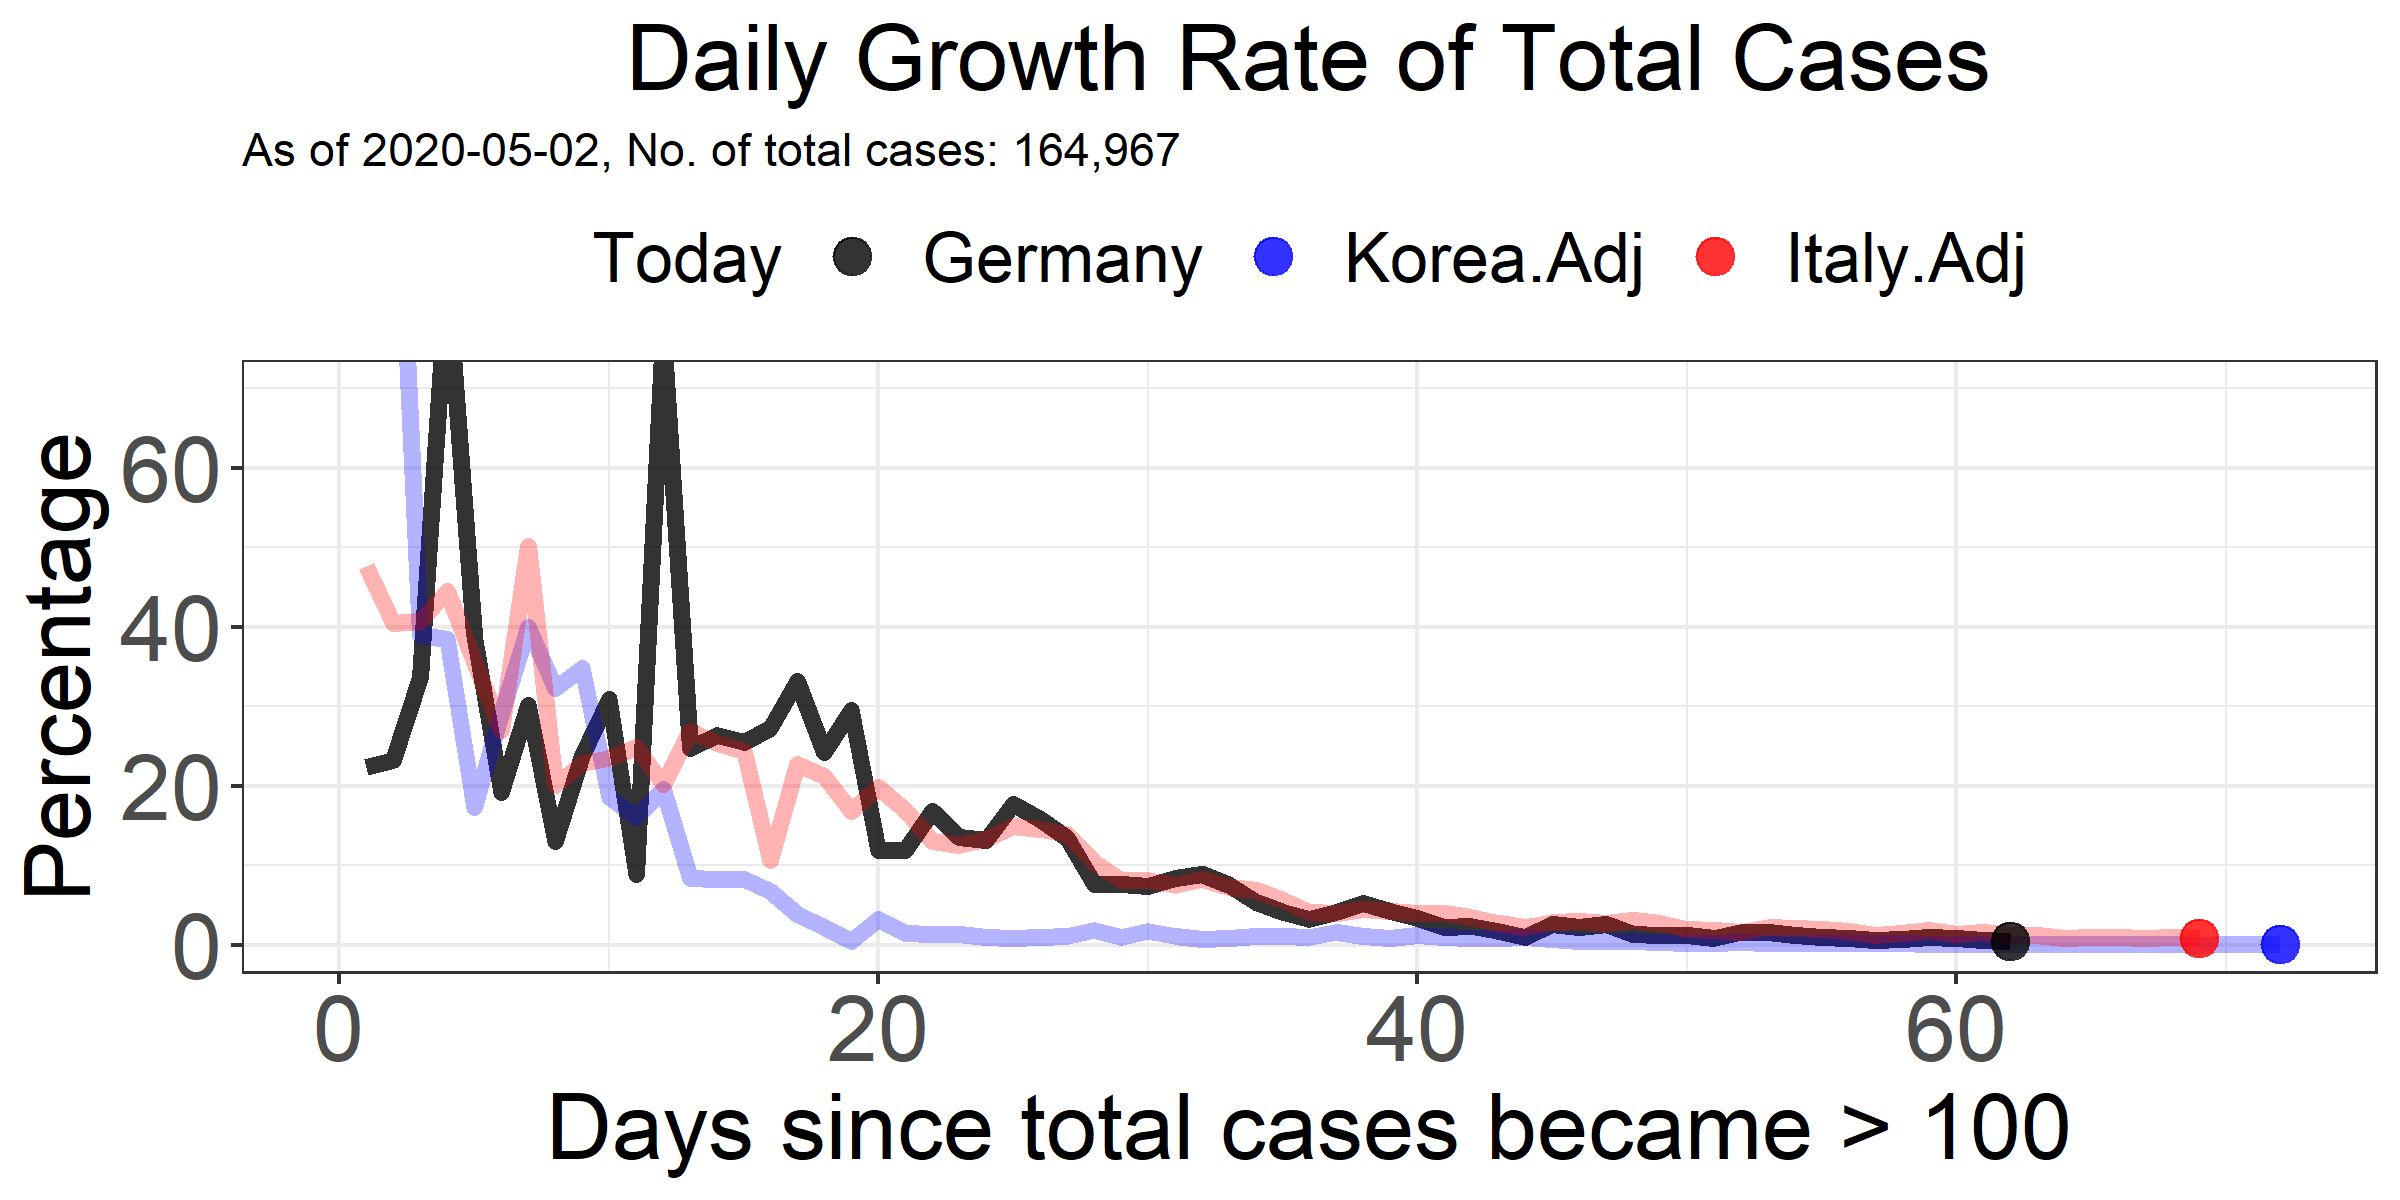 Daily Growth Rate of Total Cases
As of 2020-05-02, No. of total cases: 164,967
Today Germany Korea.Adj Italy.Adj
Percentage
60
40
20
0
0 20 40 60
Days since total cases became > 100